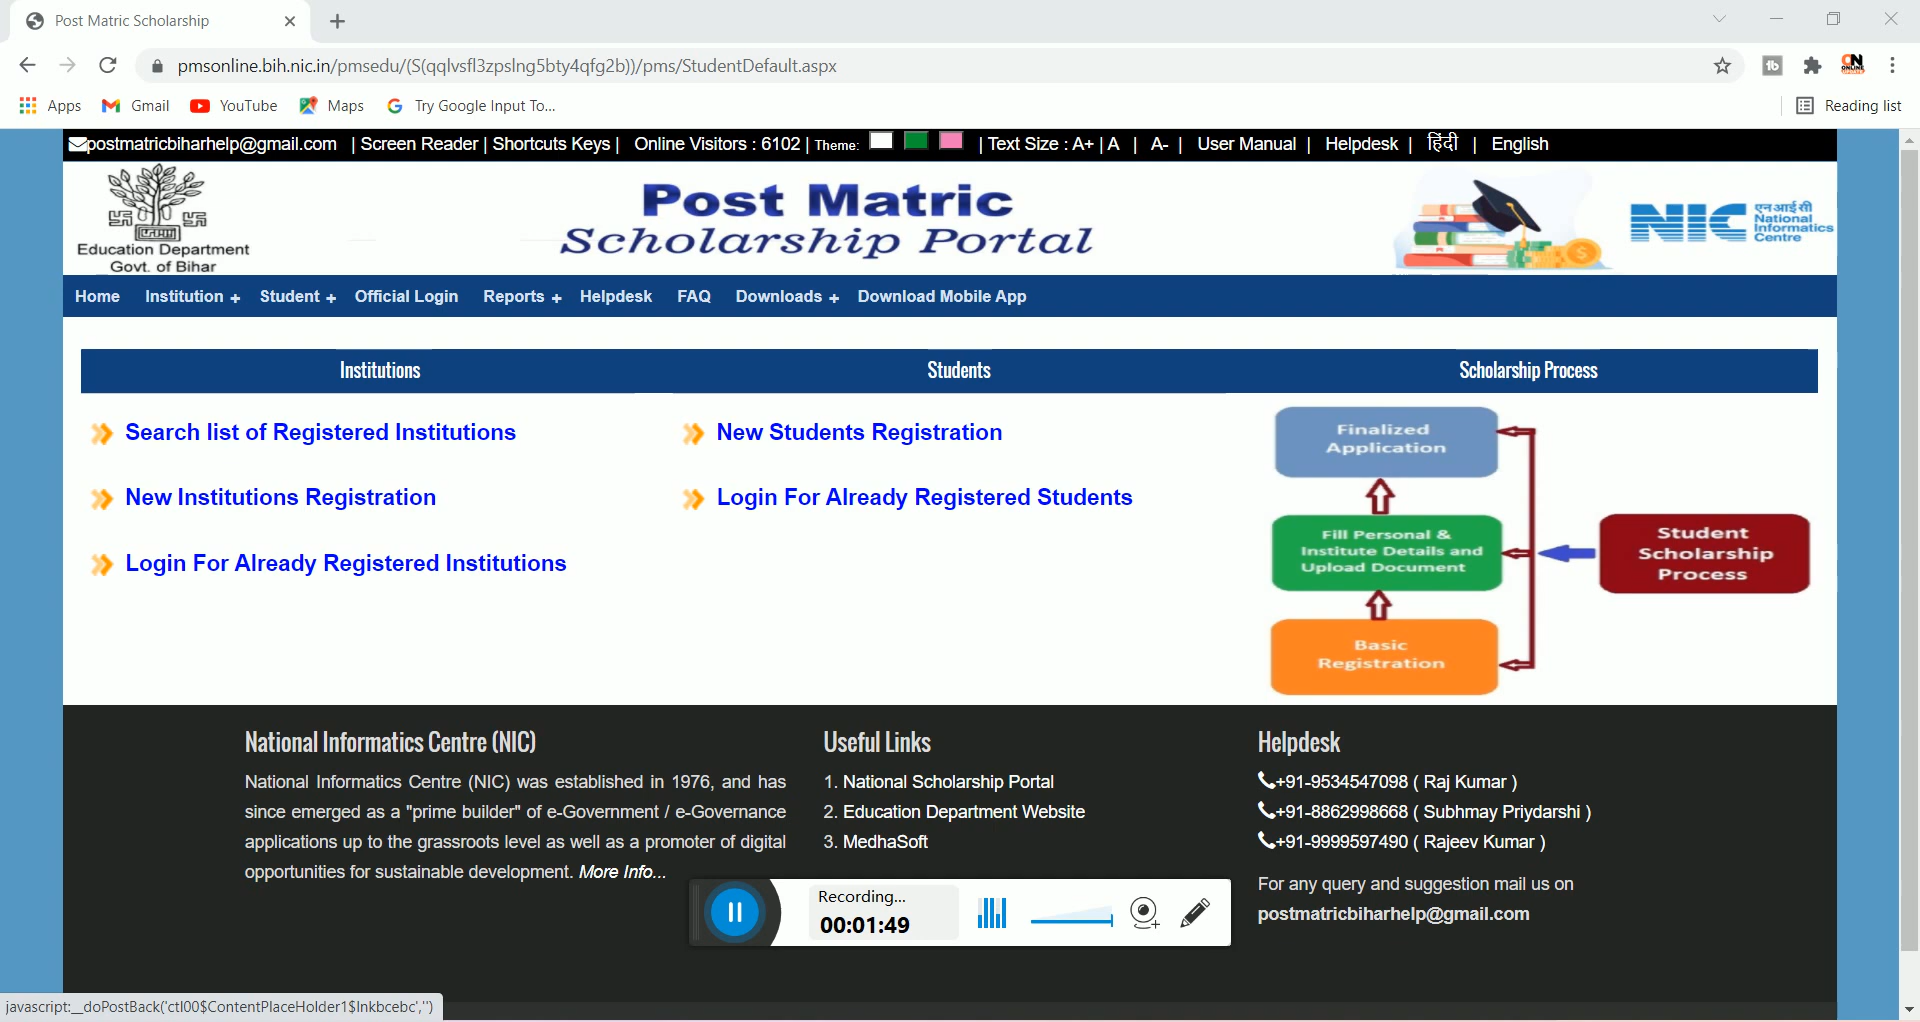 Post Matric Scholarship
pmsonline.bih.nic.in/pmsedu/(S(qqlvsfl3zpslng5bty4qfg2b))/pms/StudentDefault.aspx
Apps Gmail YouTube Maps Try Google Input To... Reading list
postmatricbiharhelp@gmail.com | Screen Reader | Shortcuts Keys | Online Visitors : 6102 | Theme: | Text Size : A+ | A | A- | User Manual | Helpdesk | हिंदी | English
Education Department
Govt. of Bihar
Post Matric
Scholarship Portal
NIC एनआईसी
National
Informatics
Centre
Home Institution + Student + Official Login Reports + Helpdesk FAQ Downloads + Download Mobile App
Institutions Students Scholarship Process
Search list of Registered Institutions
New Institutions Registration
Login For Already Registered Institutions
New Students Registration
Login For Already Registered Students
Finalized
Application
Fill Personal &
Institute Details and
Upload Document
Basic
Registration
Student
Scholarship
Process
National Informatics Centre (NIC)
National Informatics Centre (NIC) was established in 1976, and has
since emerged as a "prime builder" of e-Government / e-Governance
applications up to the grassroots level as well as a promoter of digital
opportunities for sustainable development. More Info...
Useful Links
1. National Scholarship Portal
2. Education Department Website
3. MedhaSoft
Helpdesk
+91-9534547098 ( Raj Kumar )
+91-8862998668 ( Subhmay Priydarshi )
+91-9999597490 ( Rajeev Kumar )
For any query and suggestion mail us on
postmatricbiharhelp@gmail.com
Recording...
00:01:49
javascript:__doPostBack('ctl00$ContentPlaceHolder1$lnkbcebc','')